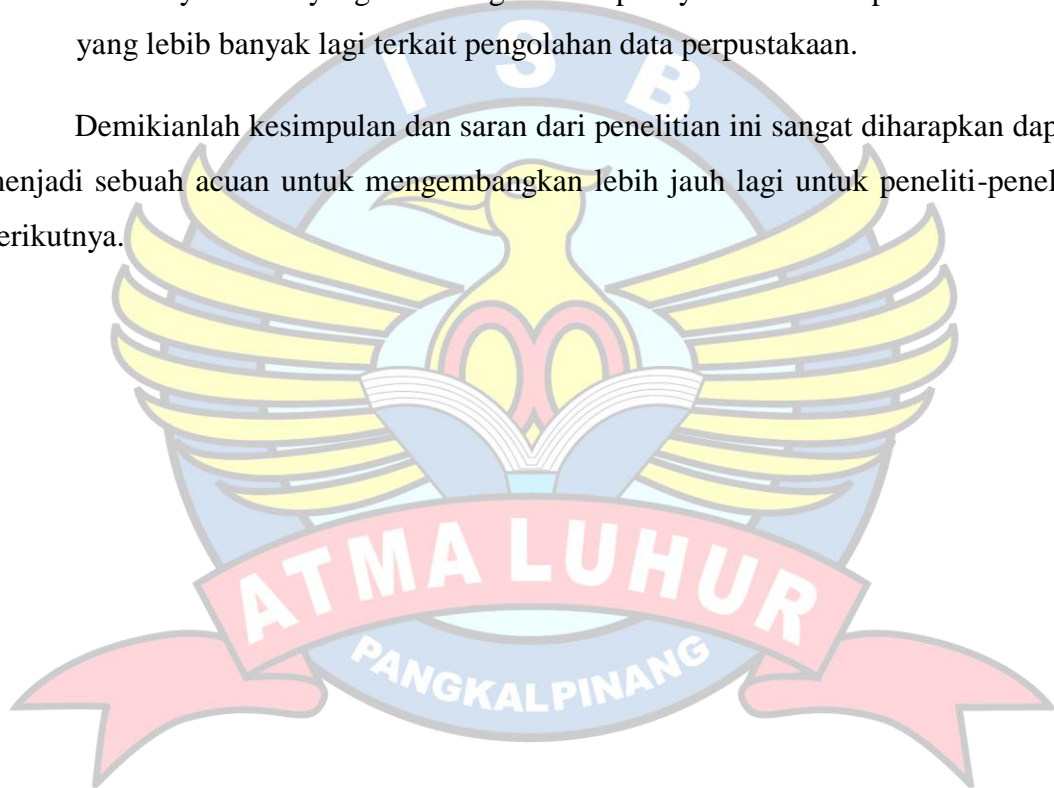 yang lebib banyak lagi terkait pengolahan data perpustakaan.
Demikianlah kesimpulan dan saran dari penelitian ini sangat diharapkan dap
enjadi sebuah acuan untuk mengembangkan lebih jauh lagi untuk peneliti-penel
erikutnya.
I S B
ATMA LUHUR
PANGKALPINANG